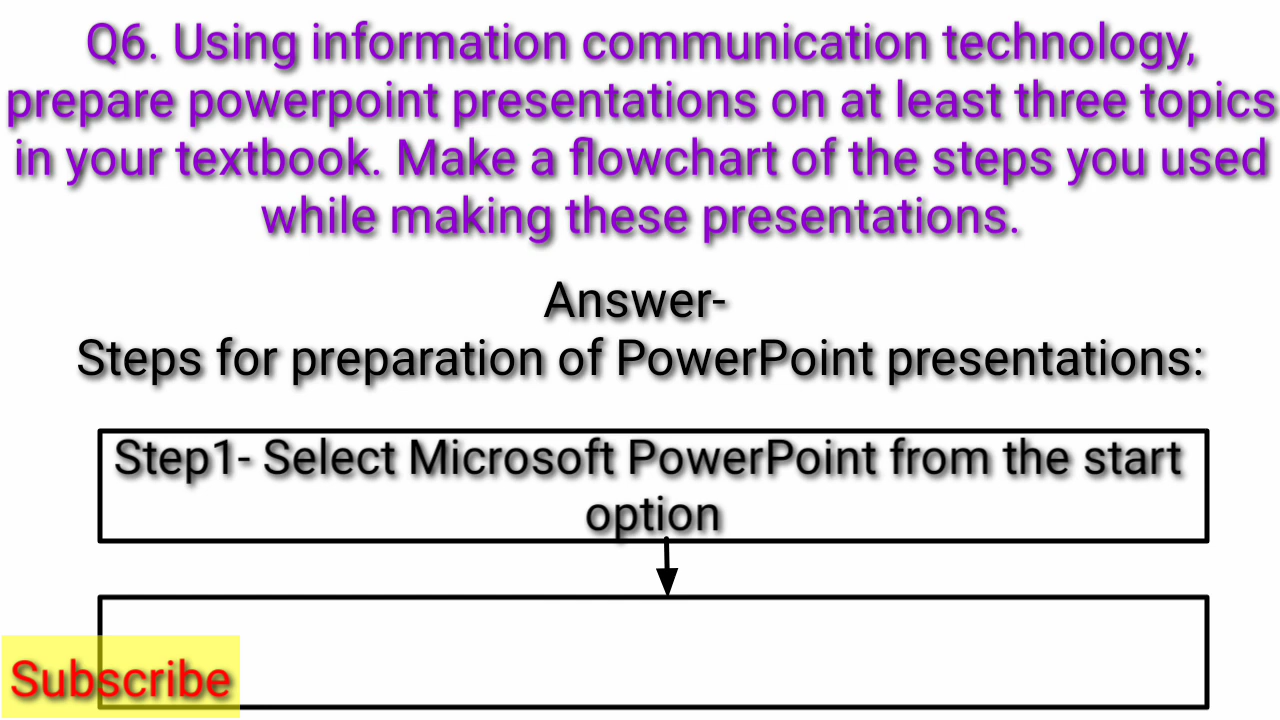 Q6. Using information communication technology,
prepare powerpoint presentations on at least three topics
in your textbook. Make a flowchart of the steps you used
while making these presentations.
Answer-
Steps for preparation of PowerPoint presentations:
Step1- Select Microsoft PowerPoint from the start
option
Subscribe